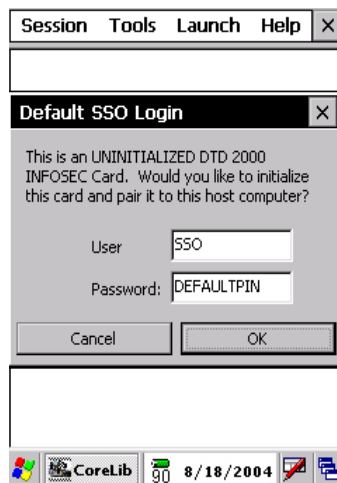 Session Tools Launch Help
Default SSO Login
This is an UNINITIALIZED DTD 2000
INFOSEC Card. Would you like to initialize
this card and pair it to this host computer?
User SSO
Password: DEFAULTPIN
Cancel OK
CoreLib 90 8/18/2004